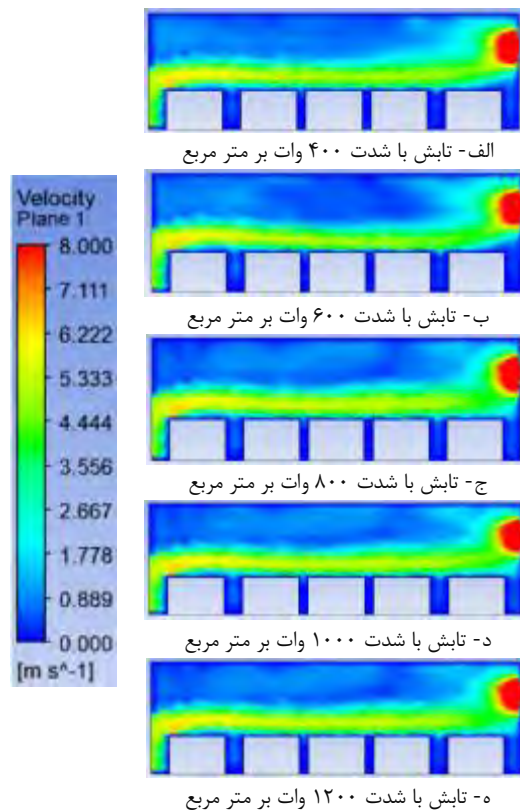 الف- تابش با شدت ۴۰۰ وات بر متر مربع
ب- تابش با شدت ۶۰۰ وات بر متر مربع
ج- تابش با شدت ۸۰۰ وات بر متر مربع
د- تابش با شدت ۱۰۰۰ وات بر متر مربع
ه- تابش با شدت ۱۲۰۰ وات بر متر مربع
Velocity
Plane 1
8.000
7.111
6.222
5.333
4.444
3.556
2.667
1.778
0.889
0.000
[m s^-1]